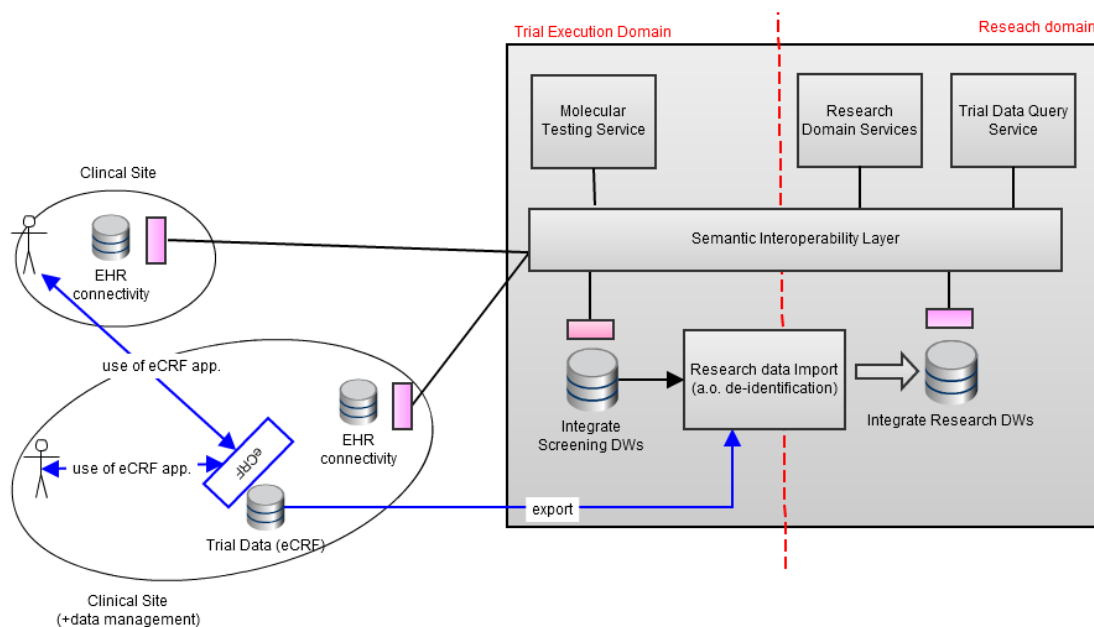 Trial Execution Domain
Reseach domain
Molecular
Testing Service
Research
Domain Services
Trial Data Query
Service
Clincal Site
Semantic Interoperability Layer
EHR
connectivity
use of eCRF app.
Research data Import
(a.o. de-identification)
Integrate
Screening DWs
Integrate Research DWs
EHR
connectivity
eCRF
use of eCRF app.
export
Trial Data (eCRF)
Clinical Site
(+data management)